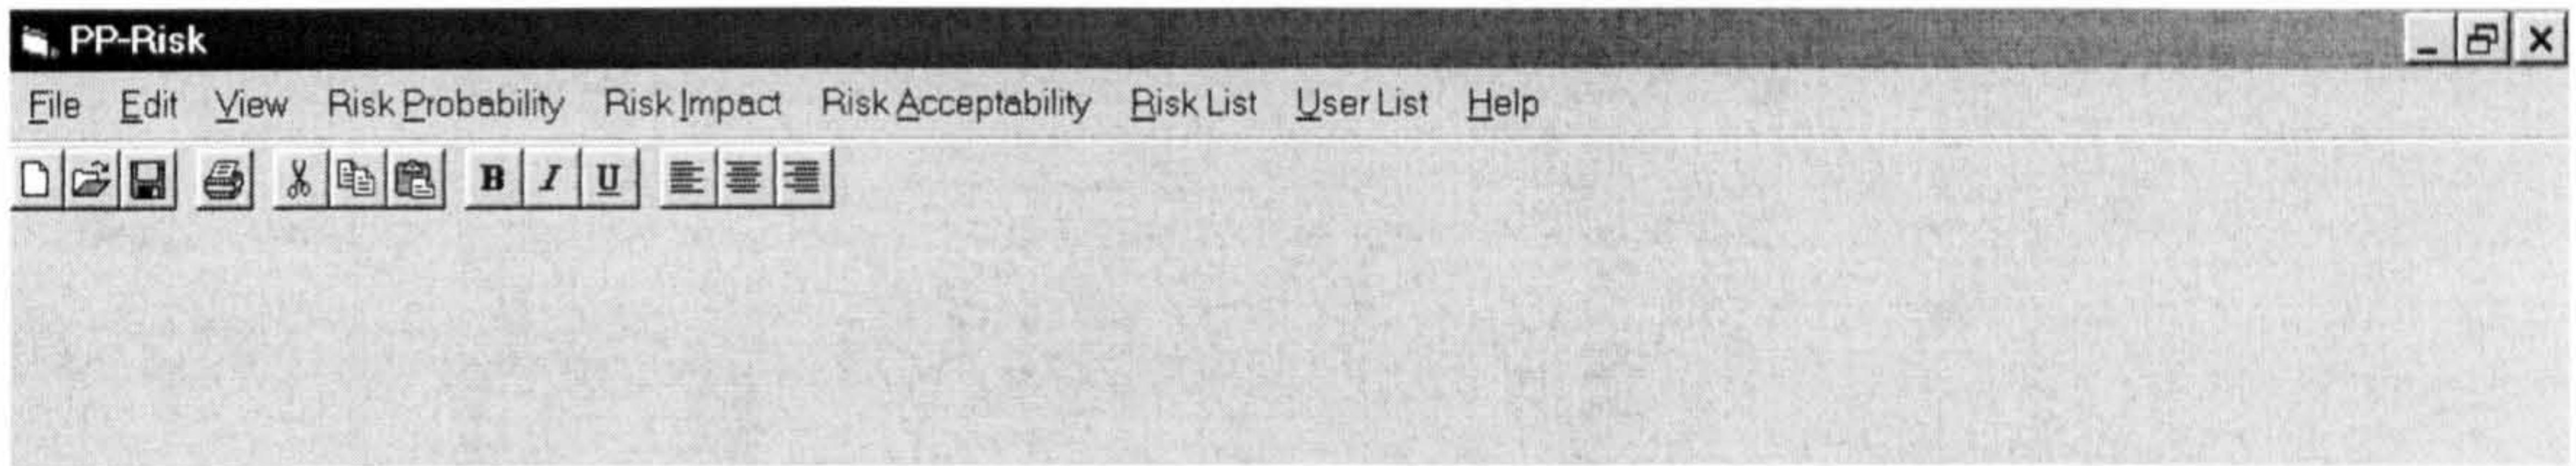 PP-Risk
File Edit View Risk Probability Risk Impact Risk Acceptability Risk List User List Help
B I U